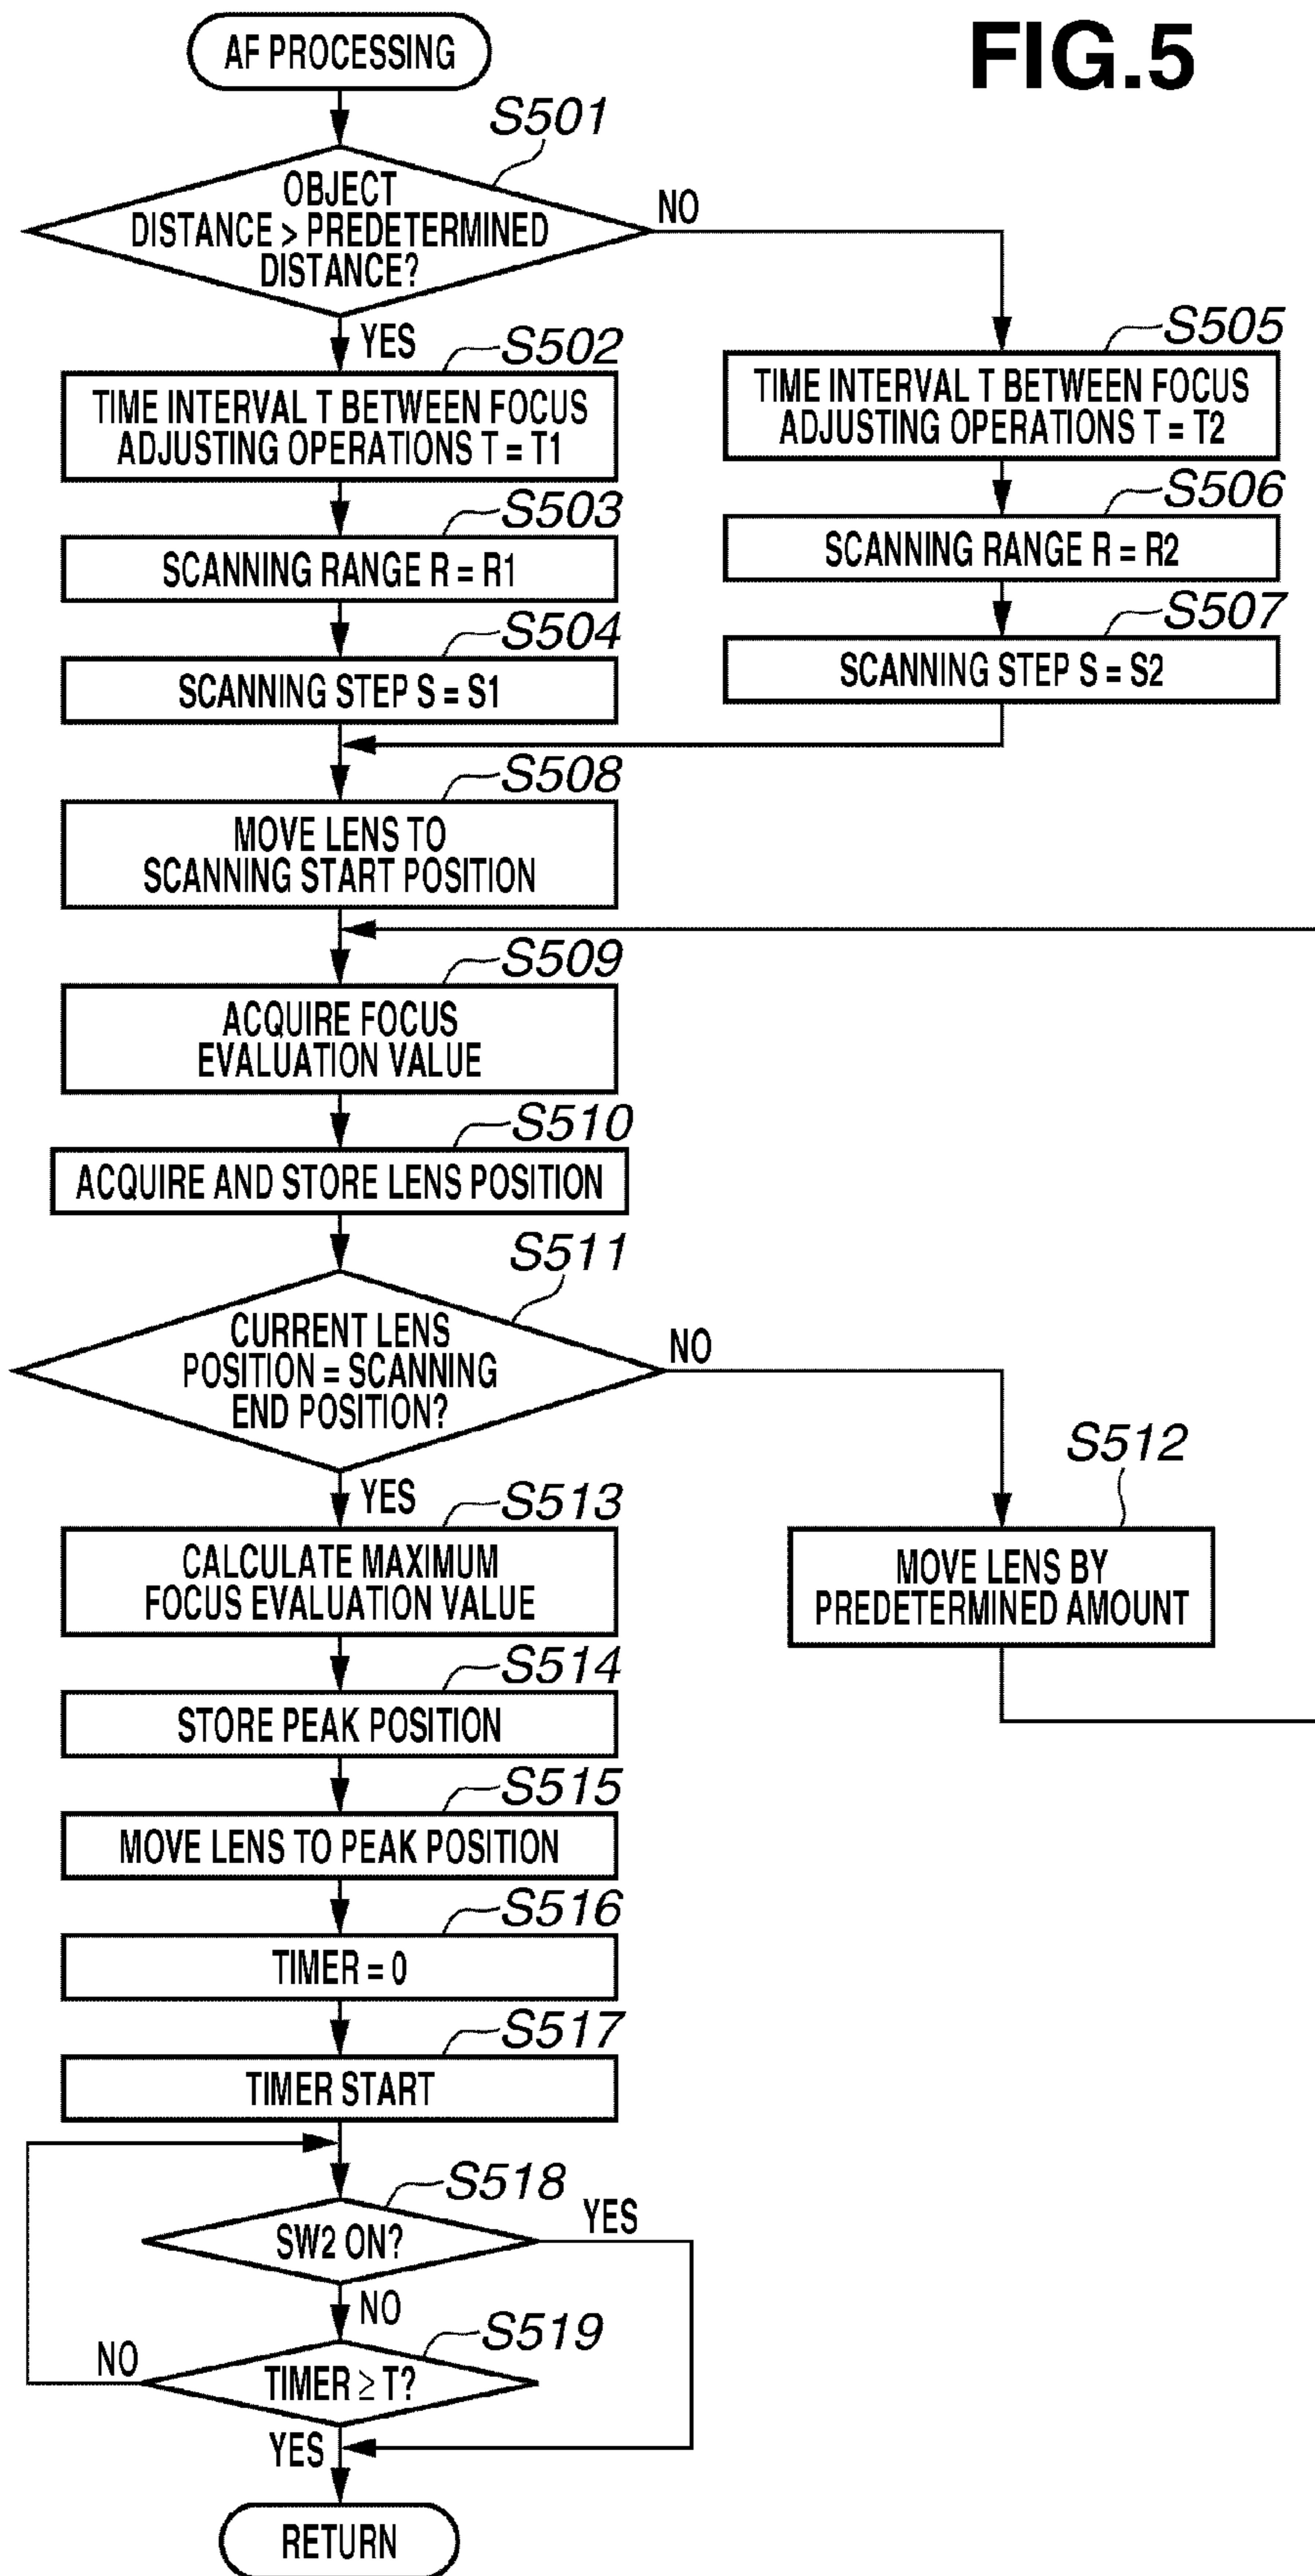 FIG.5
AF PROCESSING
S501
OBJECT
DISTANCE > PREDETERMINED
DISTANCE?
NO
YES
S502
TIME INTERVAL T BETWEEN FOCUS
ADJUSTING OPERATIONS T = T1
S503
SCANNING RANGE R = R1
S504
SCANNING STEP S = S1
S505
TIME INTERVAL T BETWEEN FOCUS
ADJUSTING OPERATIONS T = T2
S506
SCANNING RANGE R = R2
S507
SCANNING STEP S = S2
S508
MOVE LENS TO
SCANNING START POSITION
S509
ACQUIRE FOCUS
EVALUATION VALUE
S510
ACQUIRE AND STORE LENS POSITION
S511
CURRENT LENS
POSITION = SCANNING
END POSITION?
NO
S512
MOVE LENS BY
PREDETERMINED AMOUNT
YES
S513
CALCULATE MAXIMUM
FOCUS EVALUATION VALUE
S514
STORE PEAK POSITION
S515
MOVE LENS TO PEAK POSITION
S516
TIMER = 0
S517
TIMER START
S518
SW2 ON?
YES
NO
S519
TIMER ≥ T?
NO
YES
RETURN